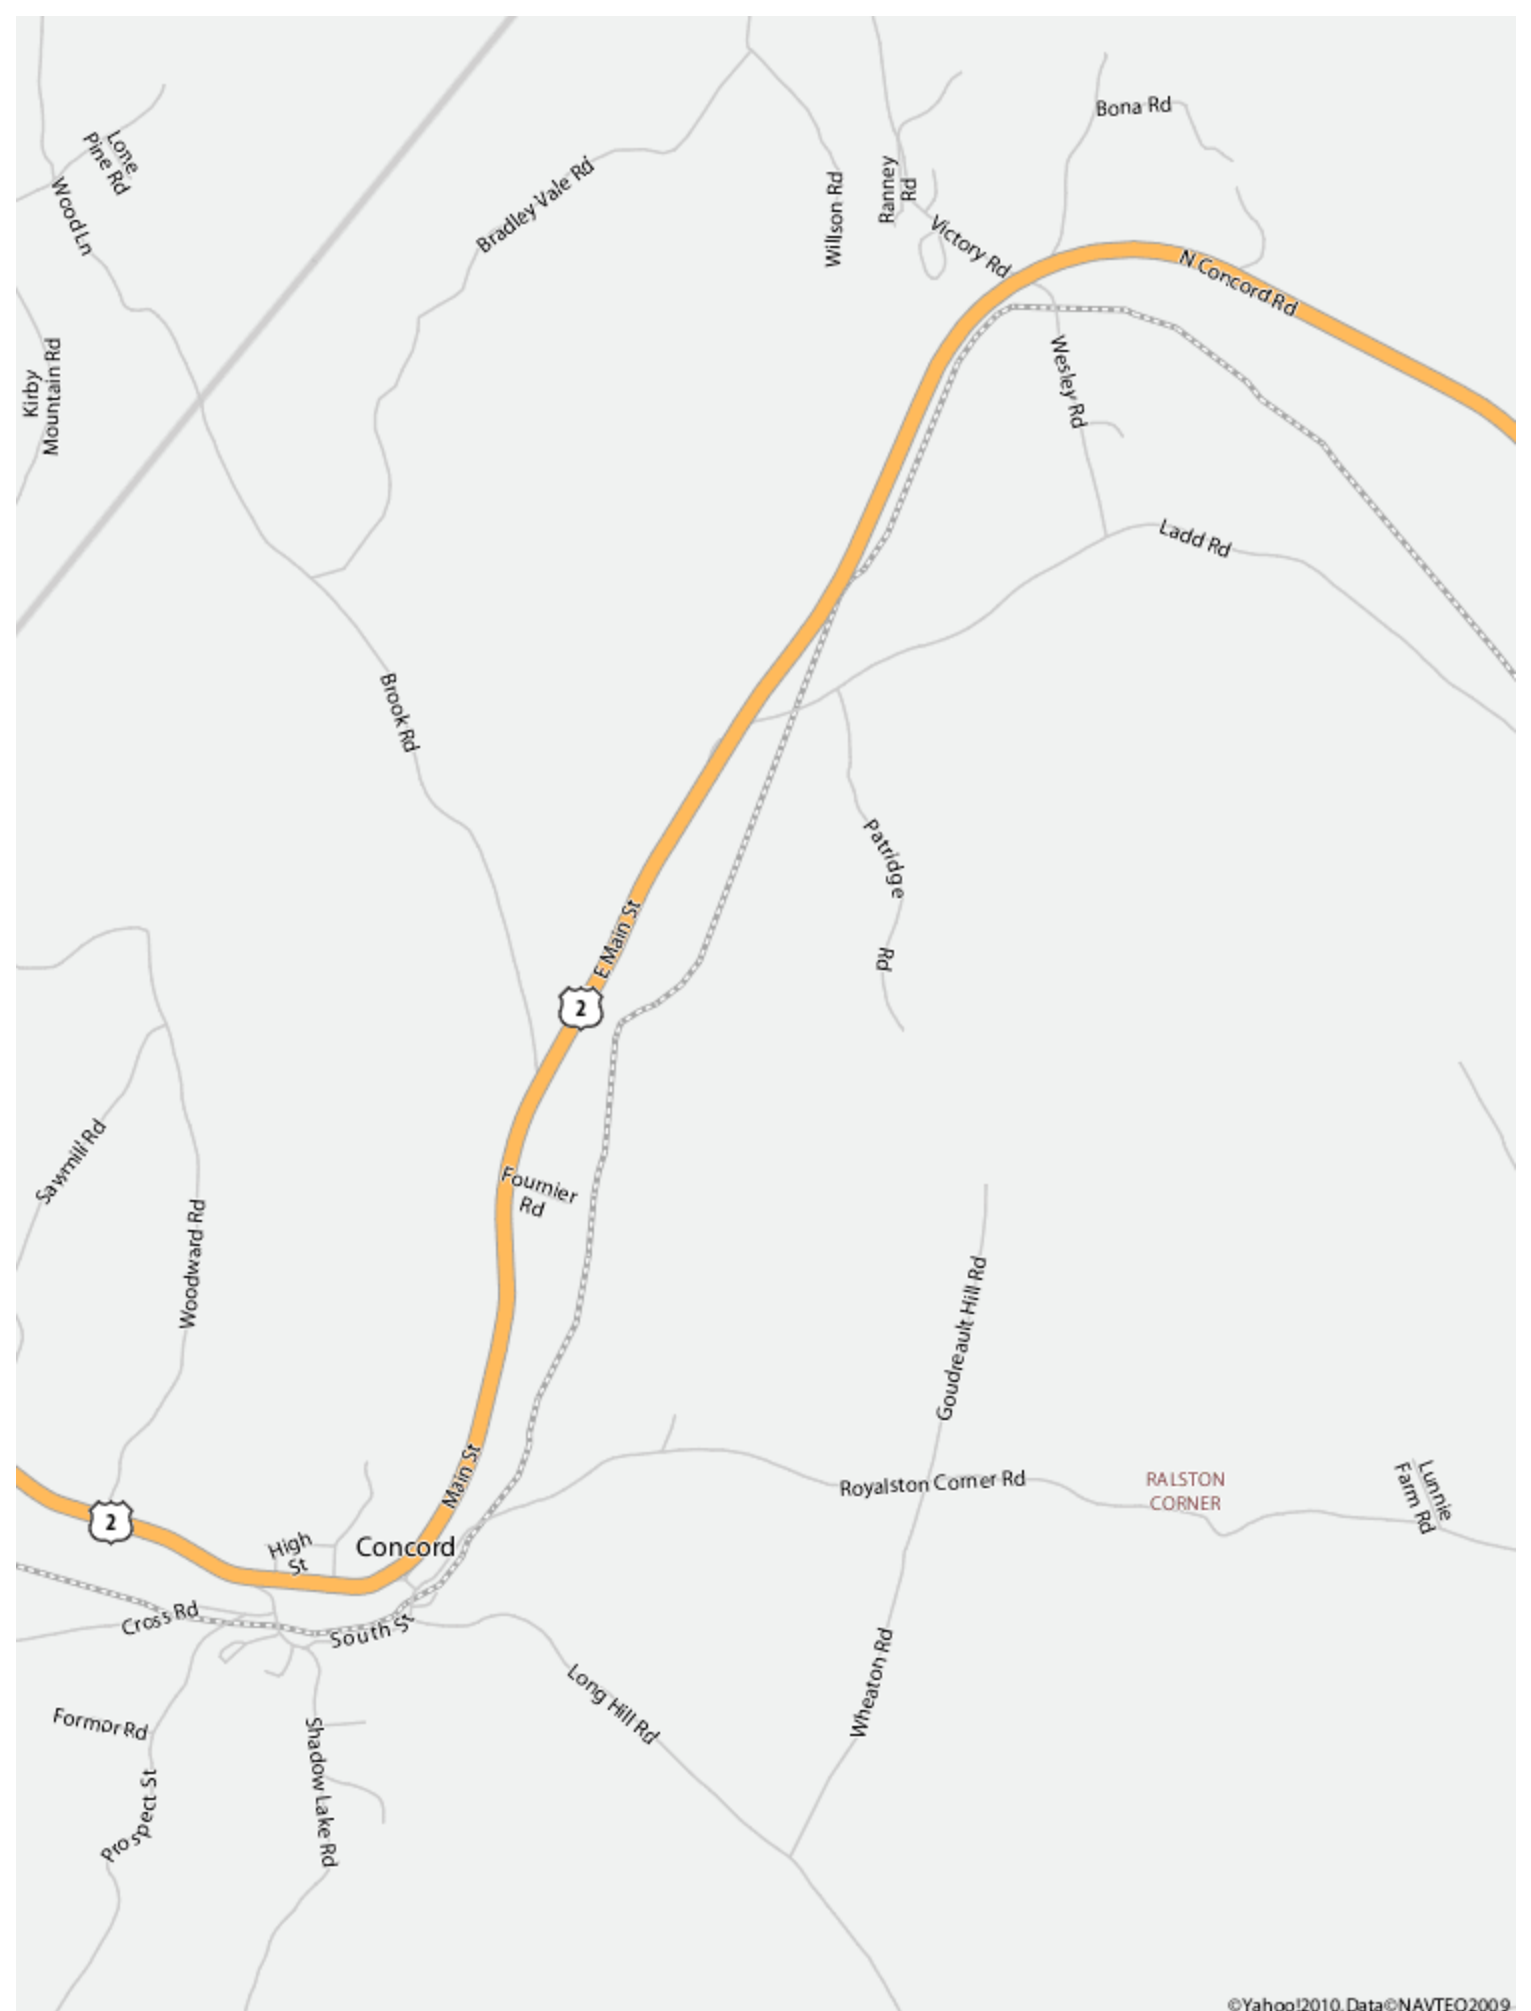 Bona Rd
Lone
Pine Rd
Wood Ln
Bradley Vale Rd
Willson Rd
Ranney
Rd
Victory Rd
N Concord Rd
Kirby
Mountain Rd
Wesley Rd
Ladd Rd
Brook Rd
Patridge
Rd
E Main St
2
Sawmill Rd
Fournier
Rd
Woodward Rd
Goudreault Hill Rd
Main St
Royalston Corner Rd
RALSTON
CORNER
Lunnie
Farm Rd
2
High
St
Concord
Cross Rd
South St
Long Hill Rd
Wheaton Rd
Formor Rd
Shadow Lake Rd
Prospect St
©Yahoo!2010, Data©NAVTEQ2009